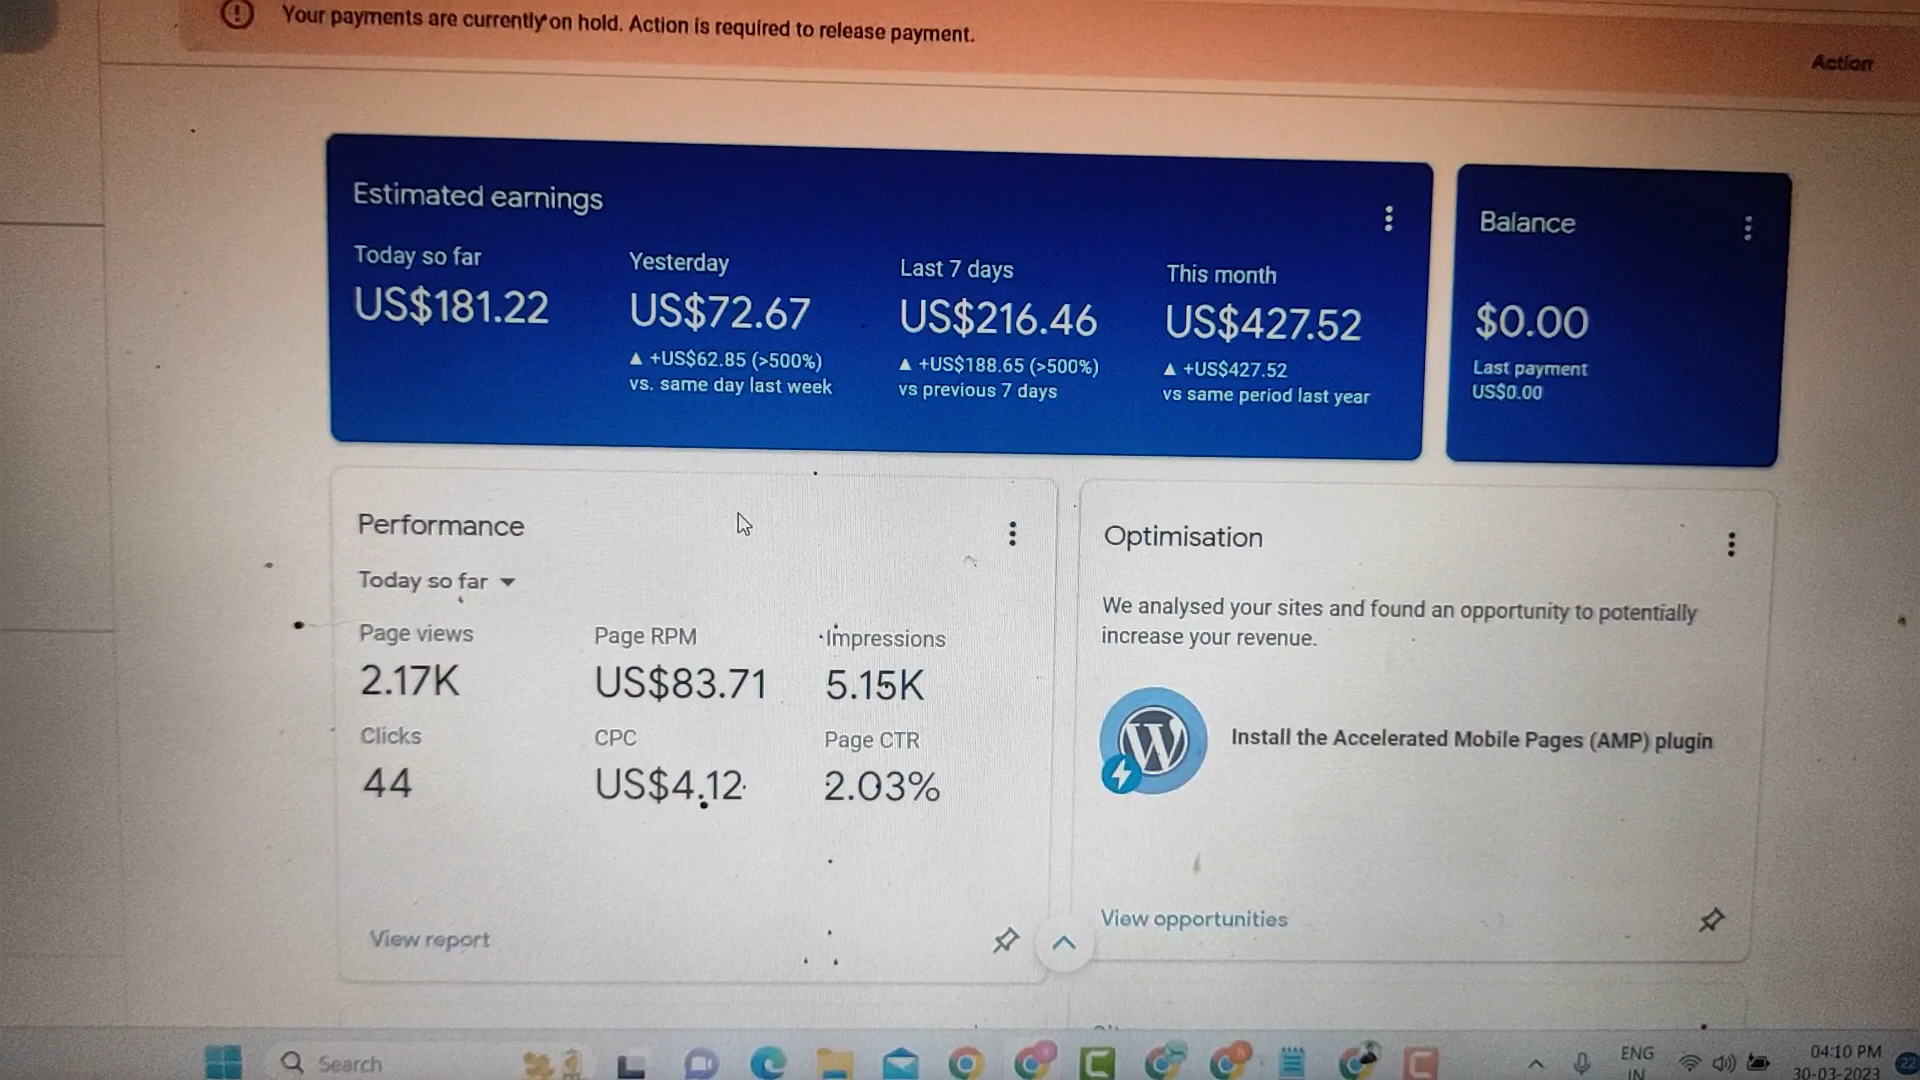 Your payments are currently on hold. Action is required to release payment.
Action
Estimated earnings
Today so far
US$181.22
Yesterday
US$72.67
+US$62.85 (>500%)
vs. same day last week
Last 7 days
US$216.46
+US$188.65 (>500%)
vs previous 7 days
This month
US$427.52
+US$427.52
vs same period last year
Balance
$0.00
Last payment
US$0.00
Performance
Today so far
Page views
2.17K
Page RPM
US$83.71
Impressions
5.15K
Clicks
44
CPC
US$4.12
Page CTR
2.03%
View report
Optimisation
We analysed your sites and found an opportunity to potentially
increase your revenue.
Install the Accelerated Mobile Pages (AMP) plugin
View opportunities
Search
ENG
IN
04:10 PM
30-03-2023
22